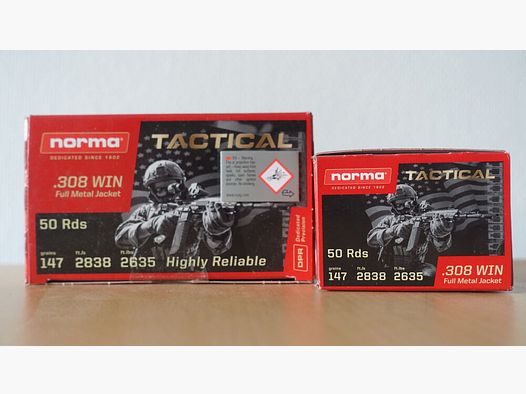 norma
DEDICATED SINCE 1902
TACTICAL
.308 WIN
Full Metal Jacket
50 Rds
grains ft./s ft.lbs
147 2838 2635
Highly Reliable
DPR Dedicated Precision
norma
DEDICATED SINCE 1902
TACTICAL
50 Rds
grains ft./s ft.lbs
147 2838 2635
.308 WIN
Full Metal Jacket